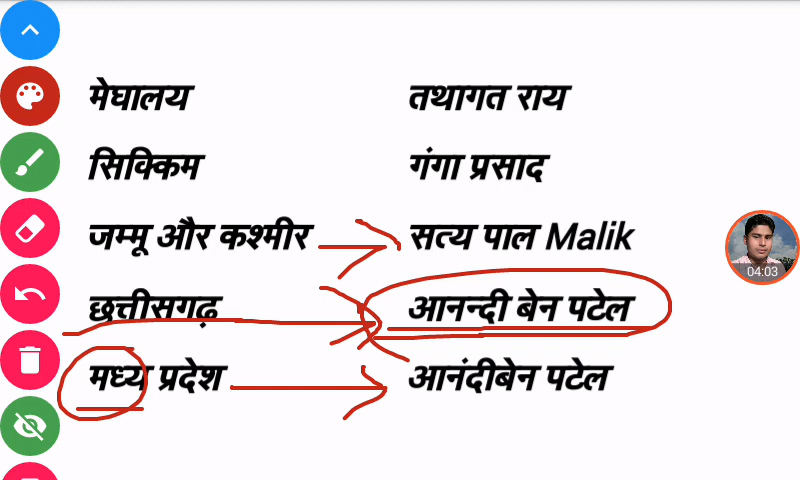 मेघालय तथागत राय
सिक्किम गंगा प्रसाद
जम्मू और कश्मीर सत्य पाल Malik
छत्तीसगढ़ आनन्दी बेन पटेल
मध्य प्रदेश आनंदीबेन पटेल
04:03